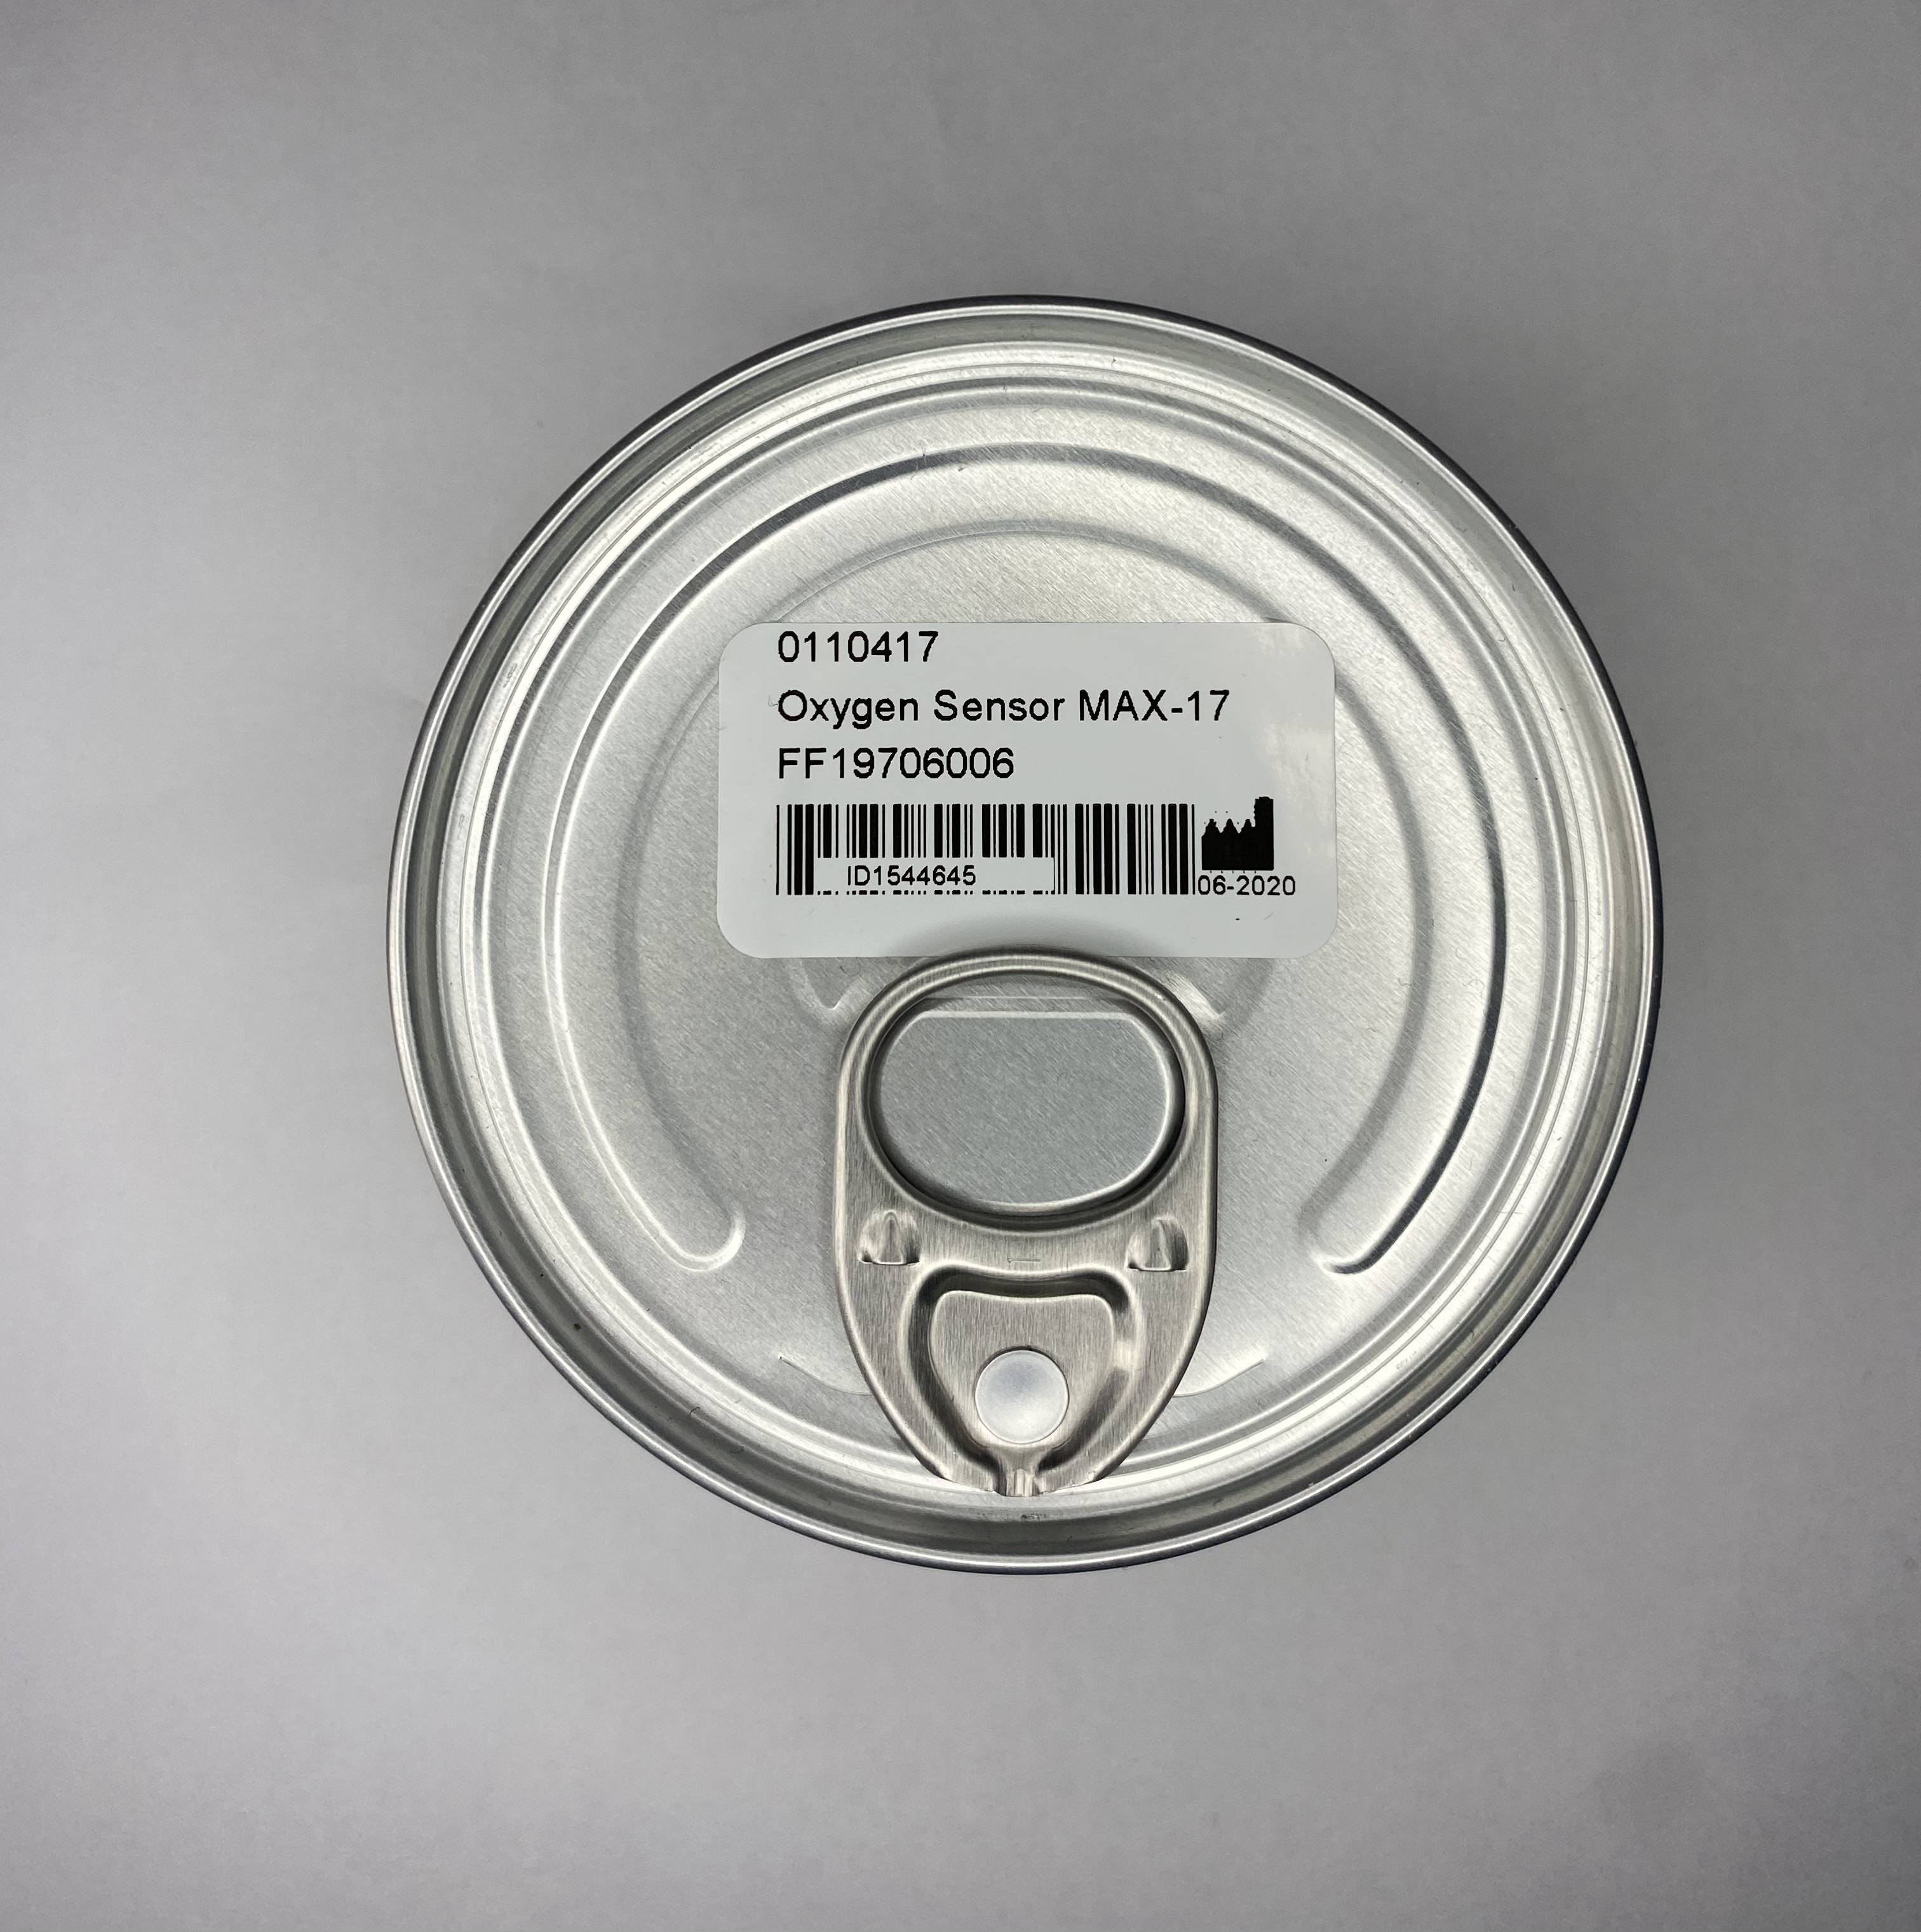 0110417
Oxygen Sensor MAX-17
FF19706006
ID1544645
06-2020